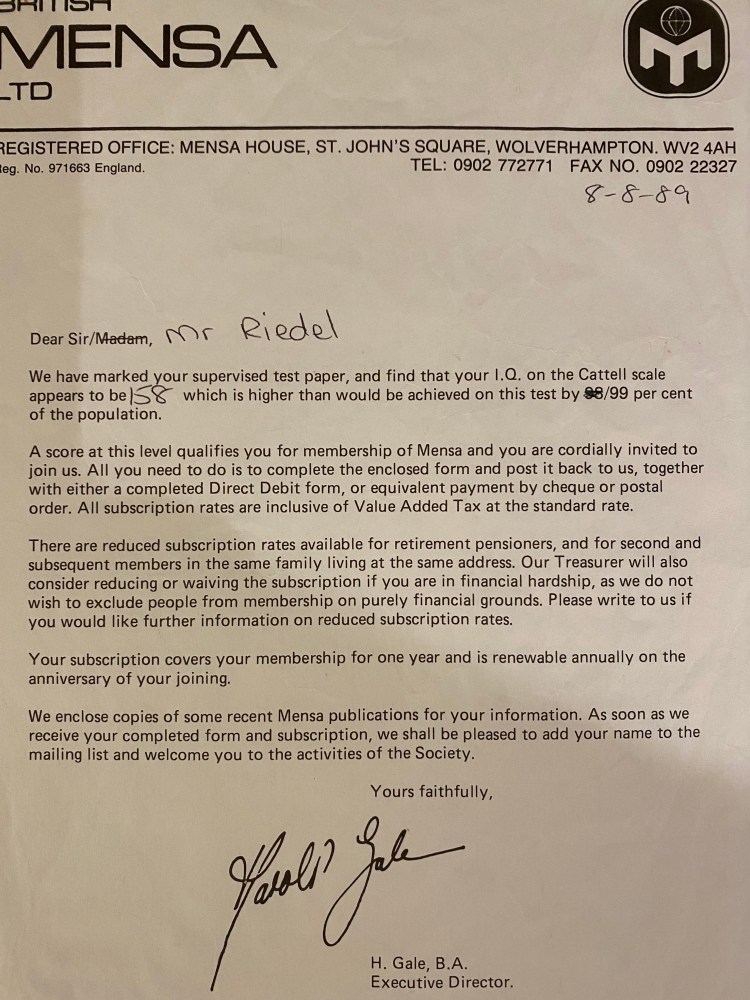 BRITISH
MENSA
LTD
REGISTERED OFFICE: MENSA HOUSE, ST. JOHN'S SQUARE, WOLVERHAMPTON. WV2 4AH
Reg. No. 971663 England.
TEL: 0902 772771 FAX NO. 0902 22327
8-8-89
Dear Sir/Madam, Mr Riedel
We have marked your supervised test paper, and find that your I.Q. on the Cattell scale
appears to be 158 which is higher than would be achieved on this test by 98/99 per cent
of the population.
A score at this level qualifies you for membership of Mensa and you are cordially invited to
join us. All you need to do is to complete the enclosed form and post it back to us, together
with either a completed Direct Debit form, or equivalent payment by cheque or postal
order. All subscription rates are inclusive of Value Added Tax at the standard rate.
There are reduced subscription rates available for retirement pensioners, and for second and
subsequent members in the same family living at the same address. Our Treasurer will also
consider reducing or waiving the subscription if you are in financial hardship, as we do not
wish to exclude people from membership on purely financial grounds. Please write to us if
you would like further information on reduced subscription rates.
Your subscription covers your membership for one year and is renewable annually on the
anniversary of your joining.
We enclose copies of some recent Mensa publications for your information. As soon as we
receive your completed form and subscription, we shall be pleased to add your name to the
mailing list and welcome you to the activities of the Society.
Yours faithfully,
Harold Gale
H. Gale, B.A.
Executive Director.